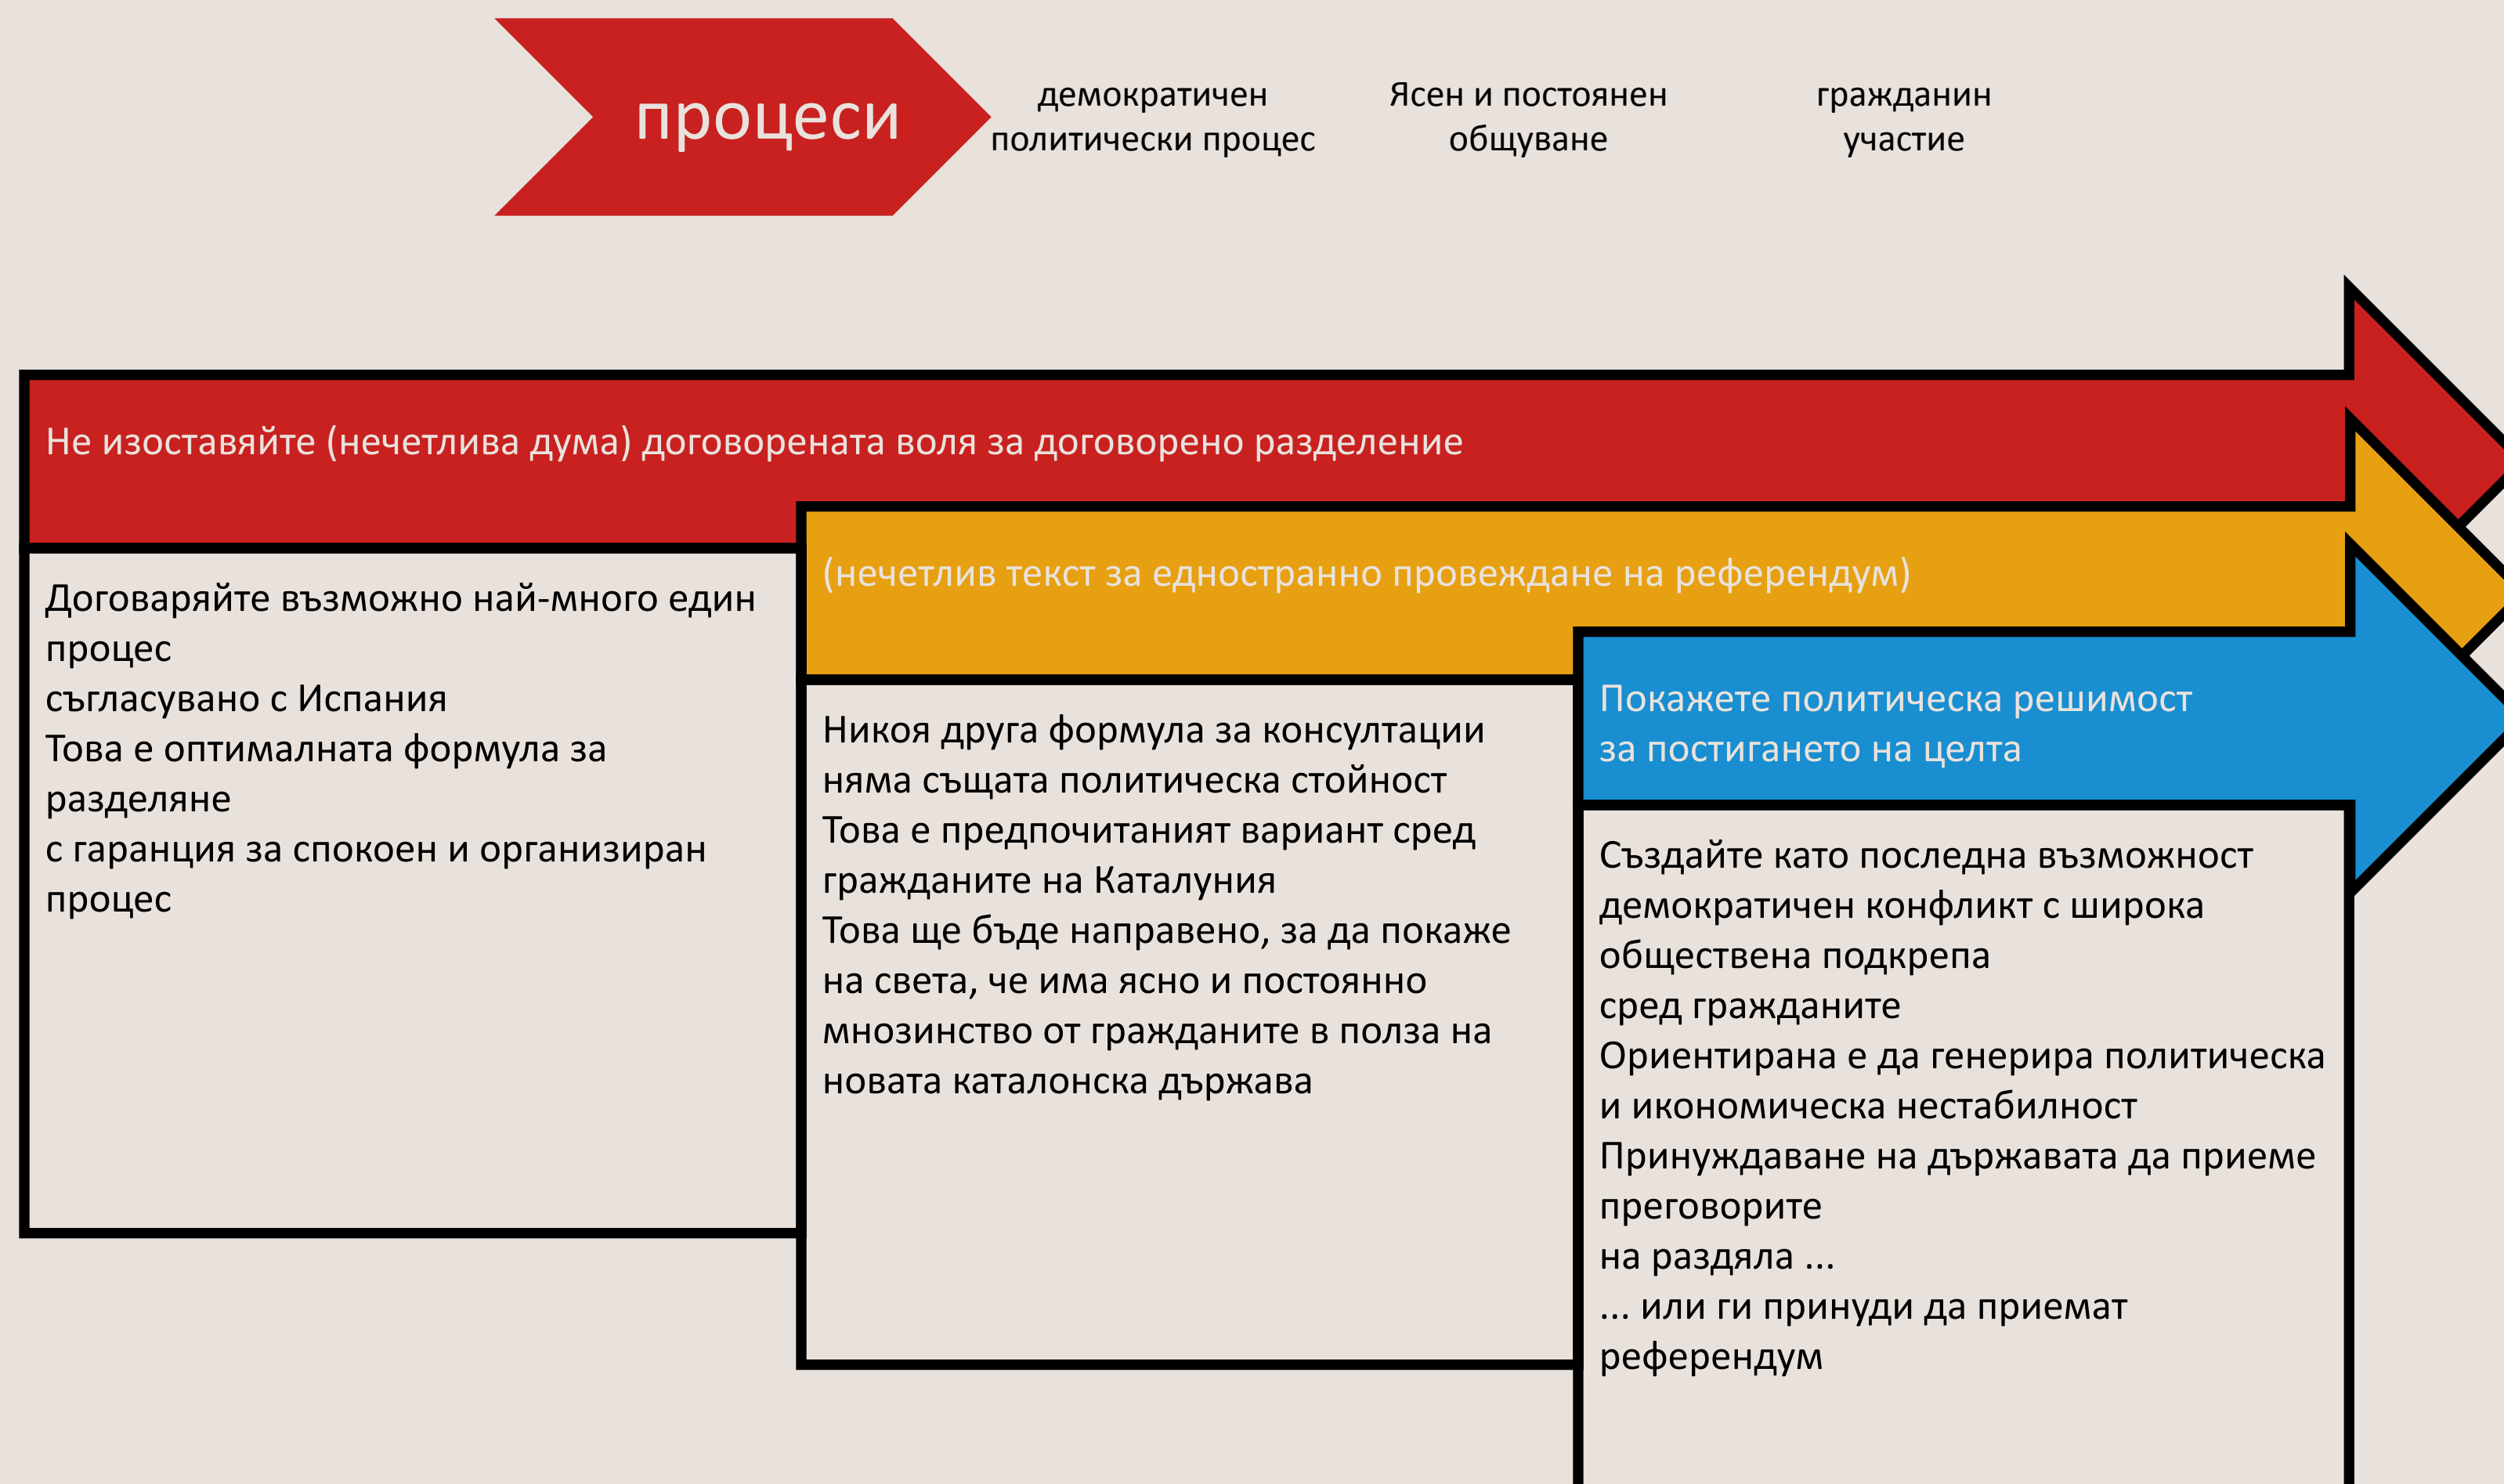 процеси
демократичен
политически процес
Ясен и постоянен
общуване
гражданин
участие
Не изоставяйте (нечетлива дума) договорената воля за договорено разделение
Договаряйте възможно най-много един
процес
съгласувано с Испания
Това е оптималната формула за
разделяне
с гаранция за спокоен и организиран
процес
(нечетлив текст за едностранно провеждане на референдум)
Никоя друга формула за консултации
няма същата политическа стойност
Това е предпочитаният вариант сред
гражданите на Каталуния
Това ще бъде направено, за да покаже
на света, че има ясно и постоянно
мнозинство от гражданите в полза на
новата каталонска държава
Покажете политическа решимост
за постигането на целта
Създайте като последна възможност
демократичен конфликт с широка
обществена подкрепа
сред гражданите
Ориентирана е да генерира политическа
и икономическа нестабилност
Принуждаване на държавата да приеме
преговорите
на раздяла ...
... или ги принуди да приемат
референдум